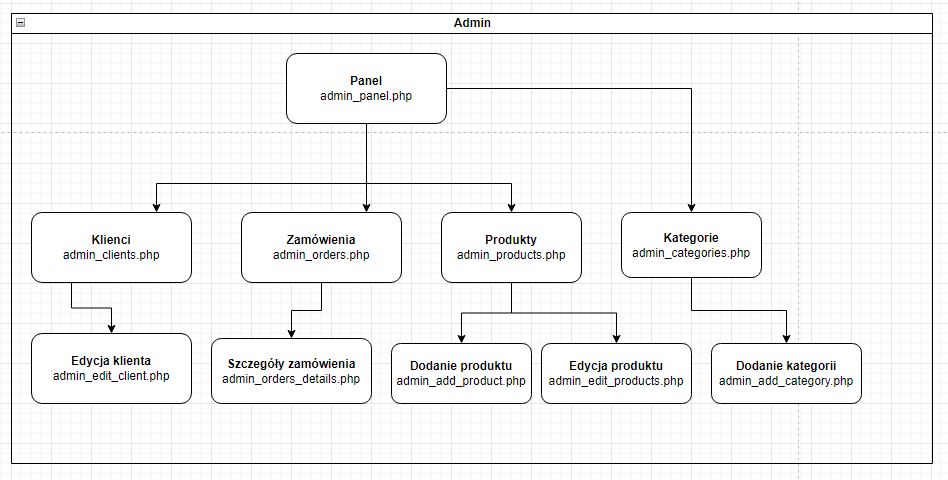 Admin
Panel
admin_panel.php
Klienci
admin_clients.php
Zamówienia
admin_orders.php
Produkty
admin_products.php
Kategorie
admin_categories.php
Edycja klienta
admin_edit_client.php
Szczegóły zamówienia
admin_orders_details.php
Dodanie produktu
admin_add_product.php
Edycja produktu
admin_edit_products.php
Dodanie kategorii
admin_add_category.php